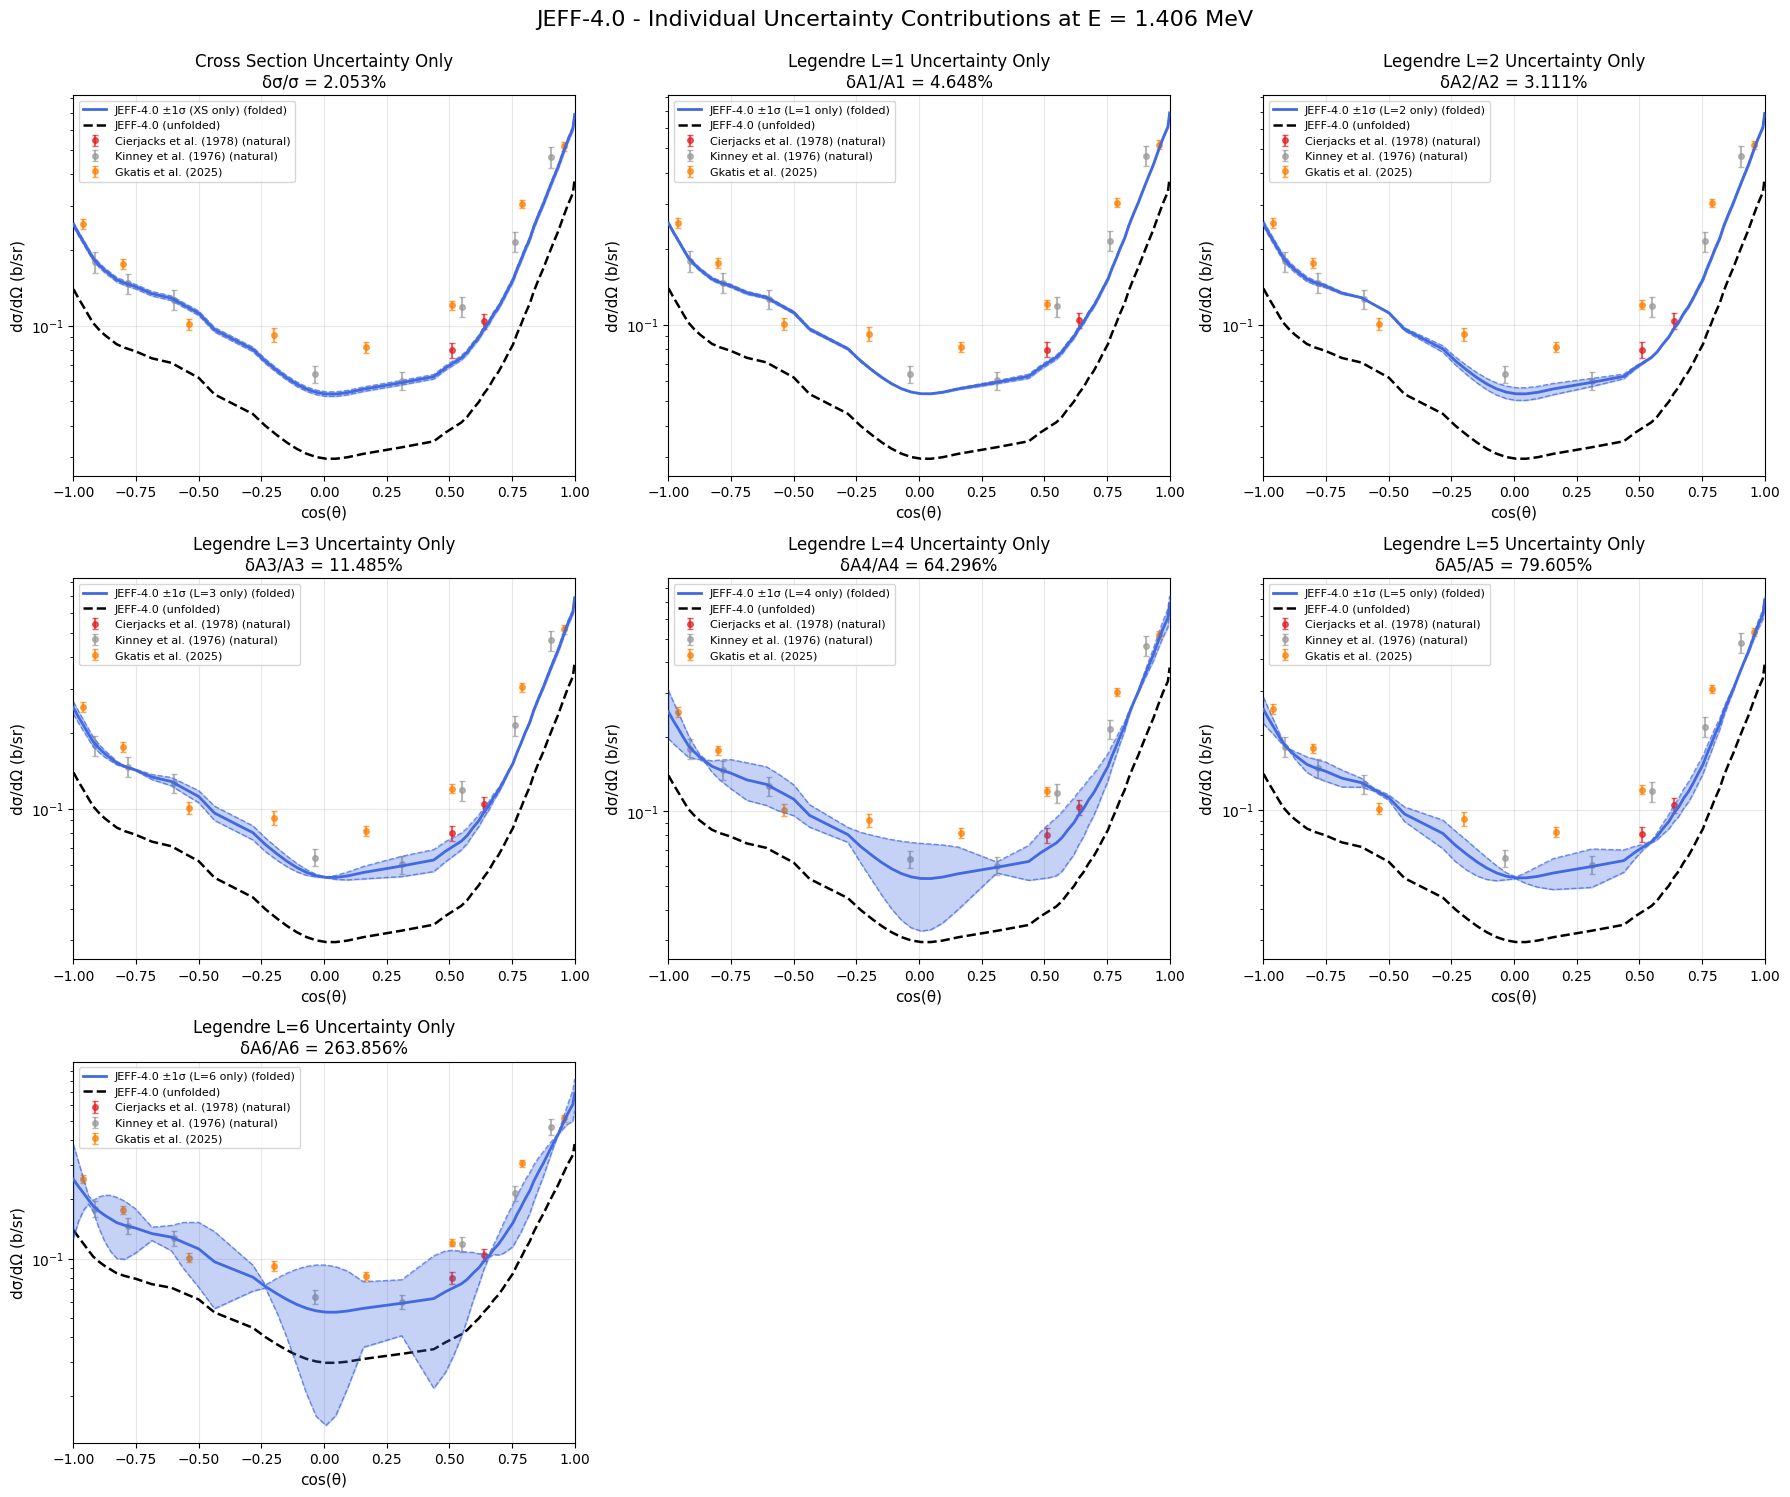 JEFF-4.0 - Individual Uncertainty Contributions at E = 1.406 MeV
Cross Section Uncertainty Only
δσ/σ = 2.053%
JEFF-4.0 ±1σ (XS only) (folded)
JEFF-4.0 (unfolded)
Cierjacks et al. (1978) (natural)
Kinney et al. (1976) (natural)
Gkatis et al. (2025)
dσ/dΩ (b/sr)
10⁻¹
−1.00 −0.75 −0.50 −0.25 0.00 0.25 0.50 0.75 1.00
cos(θ)
Legendre L=1 Uncertainty Only
δA1/A1 = 4.648%
JEFF-4.0 ±1σ (L=1 only) (folded)
JEFF-4.0 (unfolded)
Cierjacks et al. (1978) (natural)
Kinney et al. (1976) (natural)
Gkatis et al. (2025)
dσ/dΩ (b/sr)
10⁻¹
−1.00 −0.75 −0.50 −0.25 0.00 0.25 0.50 0.75 1.00
cos(θ)
Legendre L=2 Uncertainty Only
δA2/A2 = 3.111%
JEFF-4.0 ±1σ (L=2 only) (folded)
JEFF-4.0 (unfolded)
Cierjacks et al. (1978) (natural)
Kinney et al. (1976) (natural)
Gkatis et al. (2025)
dσ/dΩ (b/sr)
10⁻¹
−1.00 −0.75 −0.50 −0.25 0.00 0.25 0.50 0.75 1.00
cos(θ)
Legendre L=3 Uncertainty Only
δA3/A3 = 11.485%
JEFF-4.0 ±1σ (L=3 only) (folded)
JEFF-4.0 (unfolded)
Cierjacks et al. (1978) (natural)
Kinney et al. (1976) (natural)
Gkatis et al. (2025)
dσ/dΩ (b/sr)
10⁻¹
−1.00 −0.75 −0.50 −0.25 0.00 0.25 0.50 0.75 1.00
cos(θ)
Legendre L=4 Uncertainty Only
δA4/A4 = 64.296%
JEFF-4.0 ±1σ (L=4 only) (folded)
JEFF-4.0 (unfolded)
Cierjacks et al. (1978) (natural)
Kinney et al. (1976) (natural)
Gkatis et al. (2025)
dσ/dΩ (b/sr)
10⁻¹
−1.00 −0.75 −0.50 −0.25 0.00 0.25 0.50 0.75 1.00
cos(θ)
Legendre L=5 Uncertainty Only
δA5/A5 = 79.605%
JEFF-4.0 ±1σ (L=5 only) (folded)
JEFF-4.0 (unfolded)
Cierjacks et al. (1978) (natural)
Kinney et al. (1976) (natural)
Gkatis et al. (2025)
dσ/dΩ (b/sr)
10⁻¹
−1.00 −0.75 −0.50 −0.25 0.00 0.25 0.50 0.75 1.00
cos(θ)
Legendre L=6 Uncertainty Only
δA6/A6 = 263.856%
JEFF-4.0 ±1σ (L=6 only) (folded)
JEFF-4.0 (unfolded)
Cierjacks et al. (1978) (natural)
Kinney et al. (1976) (natural)
Gkatis et al. (2025)
dσ/dΩ (b/sr)
10⁻¹
−1.00 −0.75 −0.50 −0.25 0.00 0.25 0.50 0.75 1.00
cos(θ)